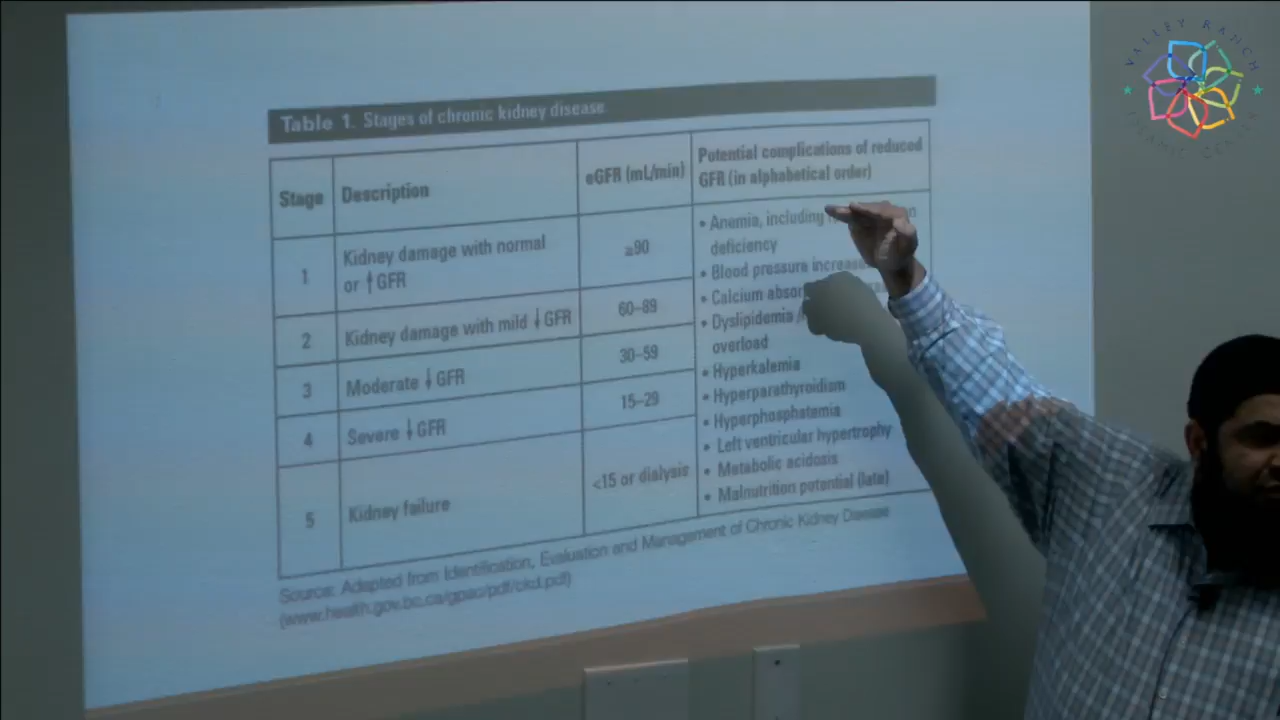 VALLEY RANCH
Table 1. Stages of chronic kidney disease
Stage
Description
eGFR (mL/min)
Potential complications of reduced
GFR (in alphabetical order)
1
Kidney damage with normal
or ↑GFR
≥90
2
Kidney damage with mild ↓GFR
60–89
3
Moderate ↓GFR
30–59
4
Severe ↓GFR
15–29
5
Kidney failure
<15 or dialysis
• Anemia, including
deficiency
• Blood pressure
• Calcium
• Dyslipidemia /
overload
• Hyperkalemia
• Hyperparathyroidism
• Hyperphosphatemia
• Left ventricular hypertrophy
• Metabolic acidosis
• Malnutrition potential (late)
Source: Adapted from Identification, Evaluation and Management of Chronic Kidney Disease
(www.health.gov.bc.ca/gpac/pdf/ckd.pdf)